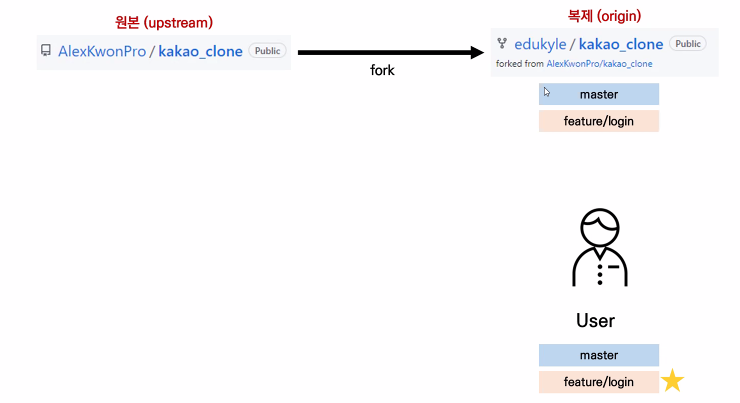 원본 (upstream)
AlexKwonPro / kakao_clone Public
fork
복제 (origin)
edukyle / kakao_clone Public
forked from AlexKwonPro/kakao_clone
master
feature/login
User
master
feature/login